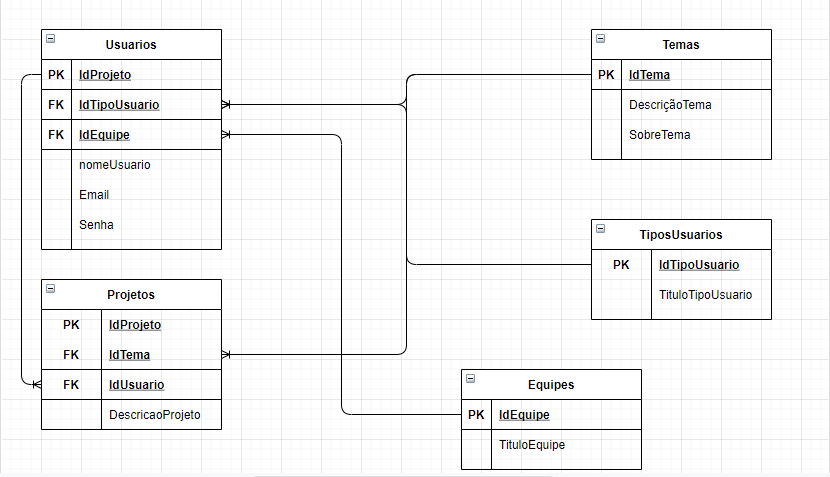 Usuarios
PK IdProjeto
FK IdTipoUsuario
FK IdEquipe
nomeUsuario
Email
Senha
Temas
PK IdTema
DescriçãoTema
SobreTema
TiposUsuarios
PK IdTipoUsuario
TituloTipoUsuario
Projetos
PK IdProjeto
FK IdTema
FK IdUsuario
DescricaoProjeto
Equipes
PK IdEquipe
TituloEquipe